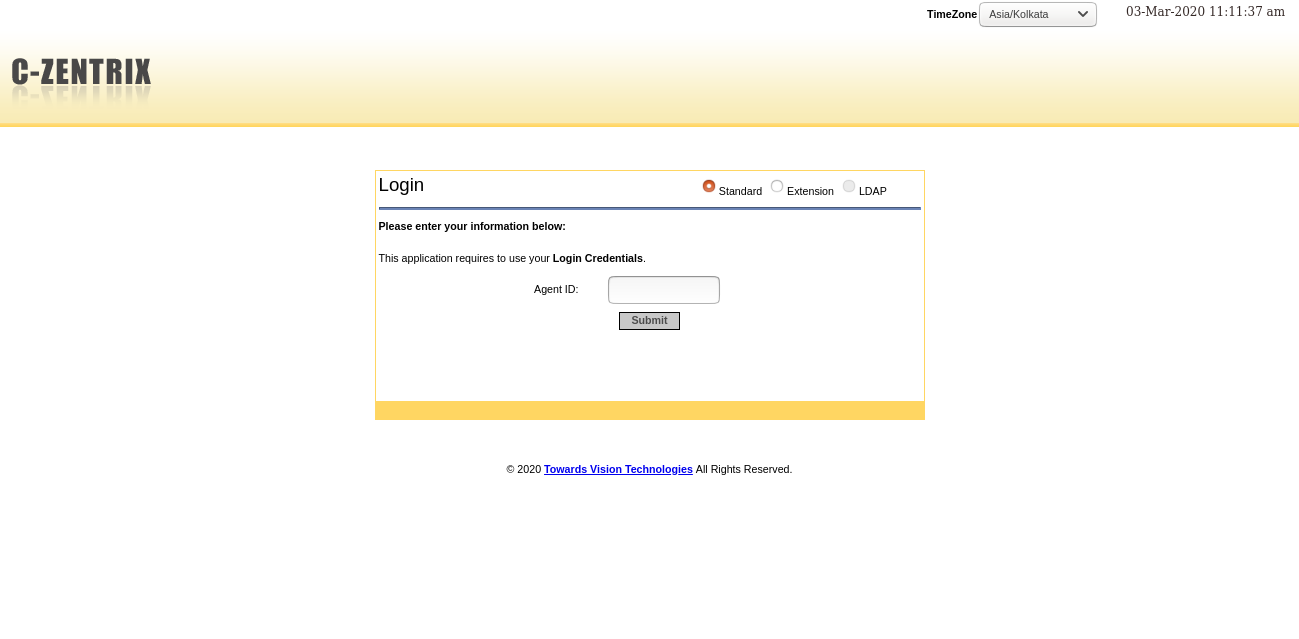 TimeZone Asia/Kolkata 03-Mar-2020 11:11:37 am
C-ZENTRIX
Login Standard Extension LDAP
Please enter your information below:
This application requires to use your Login Credentials.
Agent ID:
Submit
© 2020 Towards Vision Technologies All Rights Reserved.